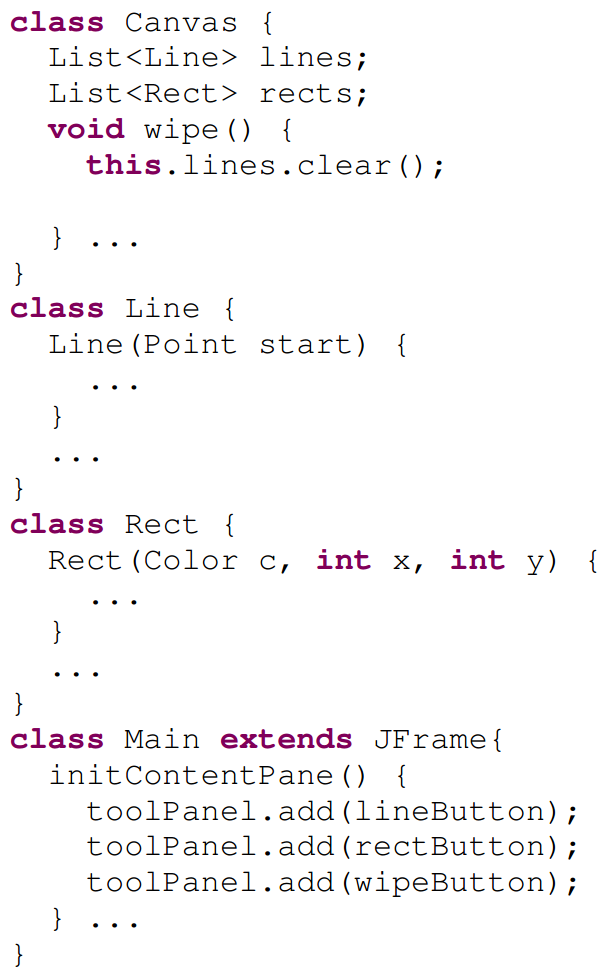 class Canvas {
  List<Line> lines;
  List<Rect> rects;
  void wipe() {
    this.lines.clear();

  } ...
}
class Line {
  Line(Point start) {
    ...
  }
  ...
}
class Rect {
  Rect(Color c, int x, int y) {
    ...
  }
  ...
}
class Main extends JFrame{
  initContentPane() {
    toolPanel.add(lineButton);
    toolPanel.add(rectButton);
    toolPanel.add(wipeButton);
  } ...
}